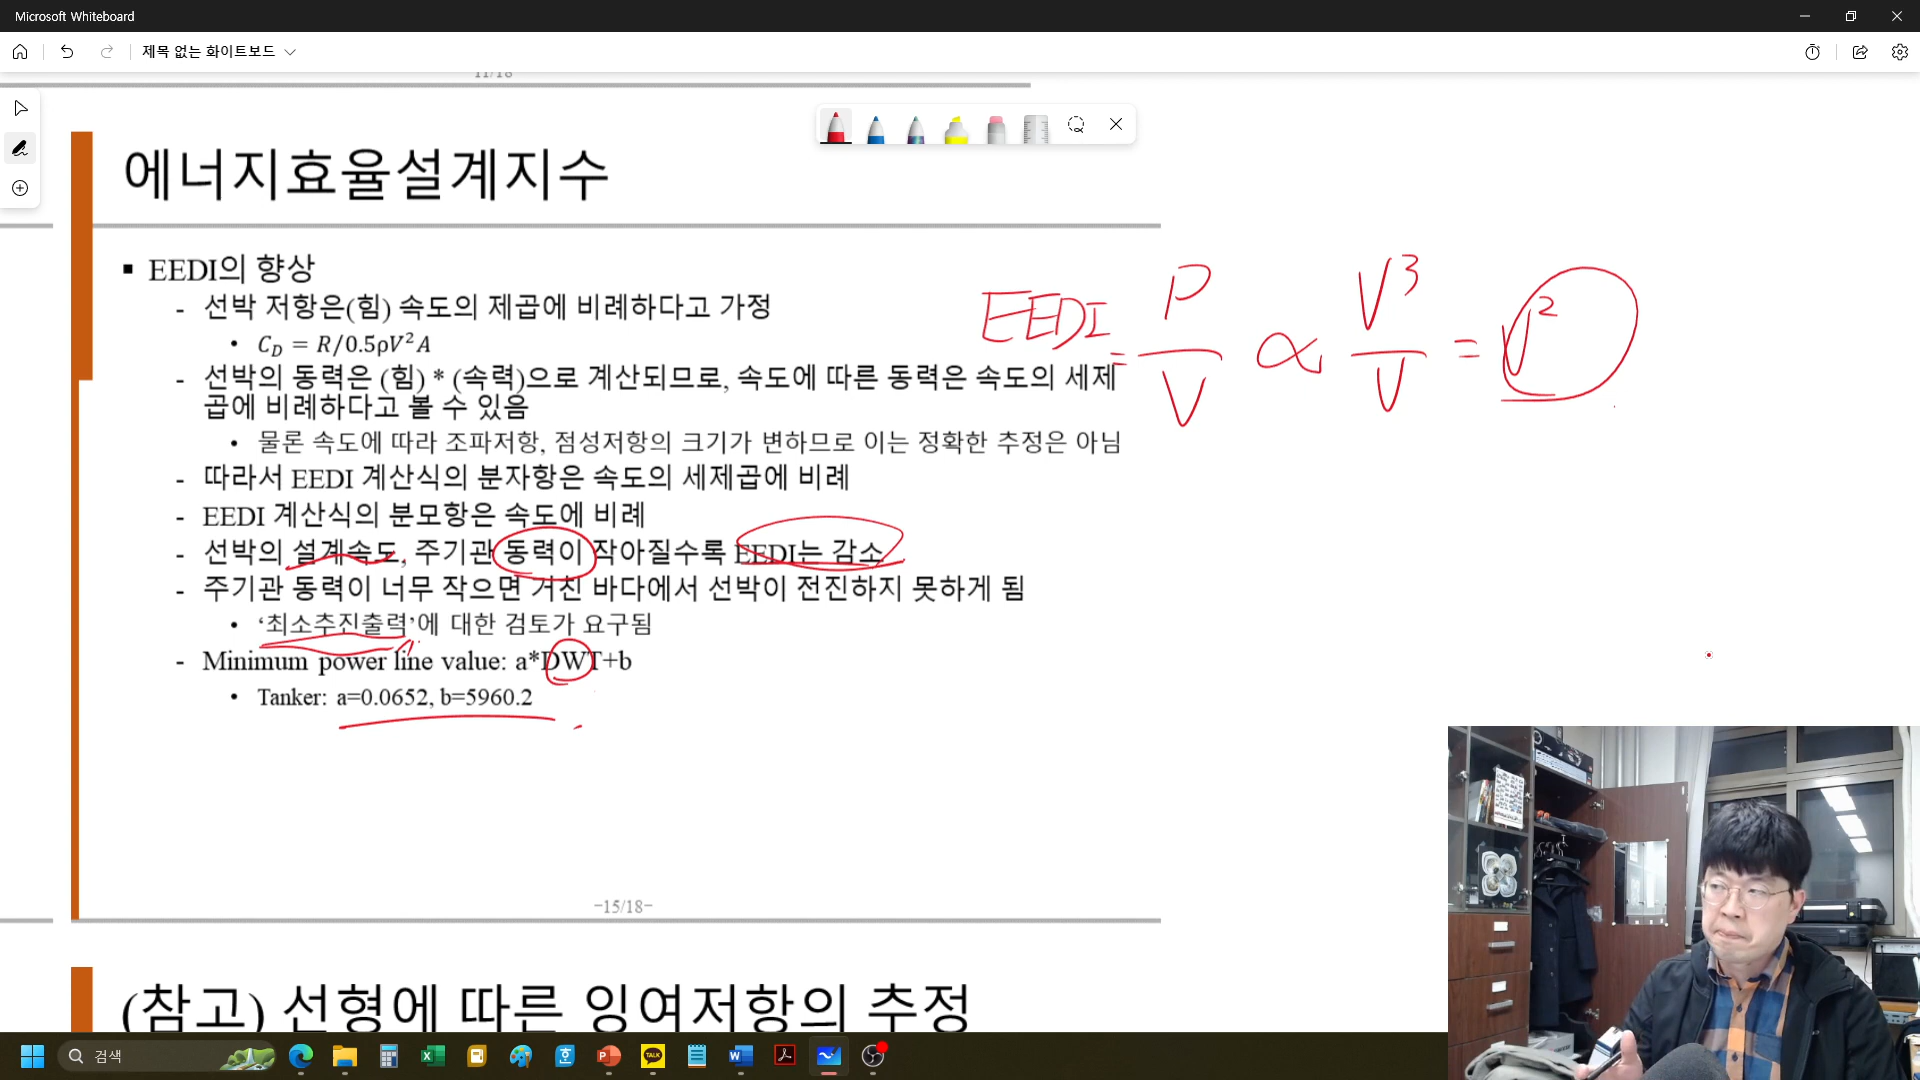 Microsoft Whiteboard
제목 없는 화이트보드
11/18
에너지효율설계지수
▪ EEDI의 향상
- 선박 저항은(힘) 속도의 제곱에 비례하다고 가정
• C_D = R/0.5ρV²A
- 선박의 동력은 (힘) * (속력)으로 계산되므로, 속도에 따른 동력은 속도의 세제
곱에 비례하다고 볼 수 있음
• 물론 속도에 따라 조파저항, 점성저항의 크기가 변하므로 이는 정확한 추정은 아님
- 따라서 EEDI 계산식의 분자항은 속도의 세제곱에 비례
- EEDI 계산식의 분모항은 속도에 비례
- 선박의 설계속도, 주기관 동력이 작아질수록 EEDI는 감소
- 주기관 동력이 너무 작으면 거친 바다에서 선박이 전진하지 못하게 됨
• ‘최소추진출력’에 대한 검토가 요구됨
- Minimum power line value: a*DWT+b
• Tanker: a=0.0652, b=5960.2
EEDI = P/V ∝ V³/V = V²
-15/18-
(참고) 선형에 따른 잉여저항의 추정
검색
TALK